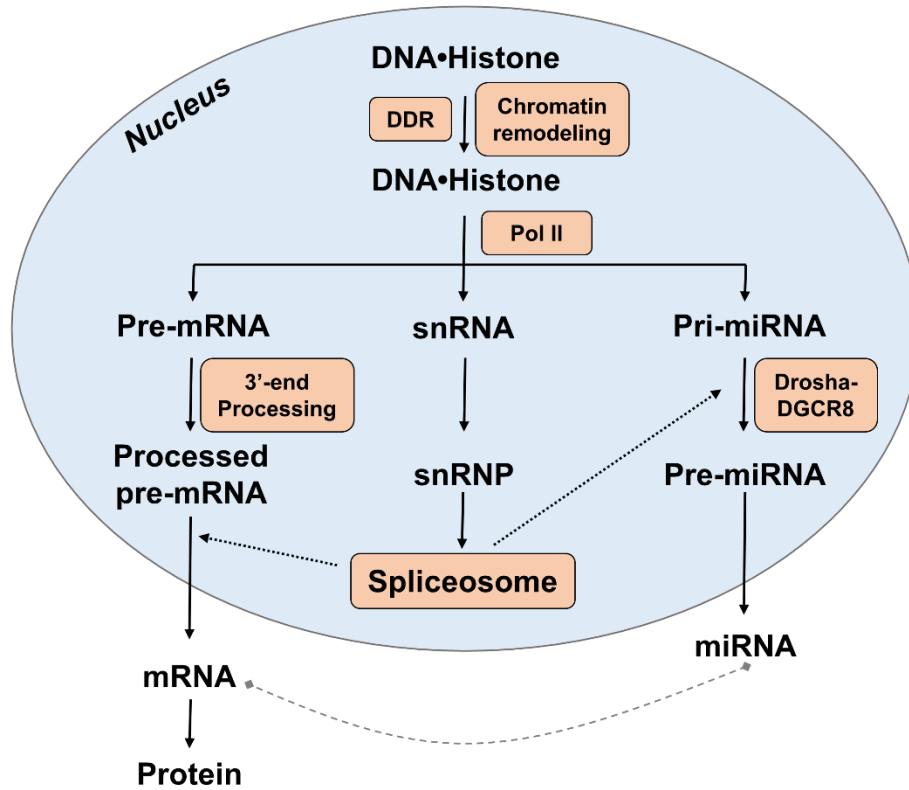 DNA•Histone
Nucleus
DDR
Chromatin
remodeling
DNA•Histone
Pol II
Pre-mRNA
snRNA
Pri-miRNA
3’-end
Processing
Drosha-
DGCR8
Processed
pre-mRNA
snRNP
Pre-miRNA
Spliceosome
miRNA
mRNA
Protein